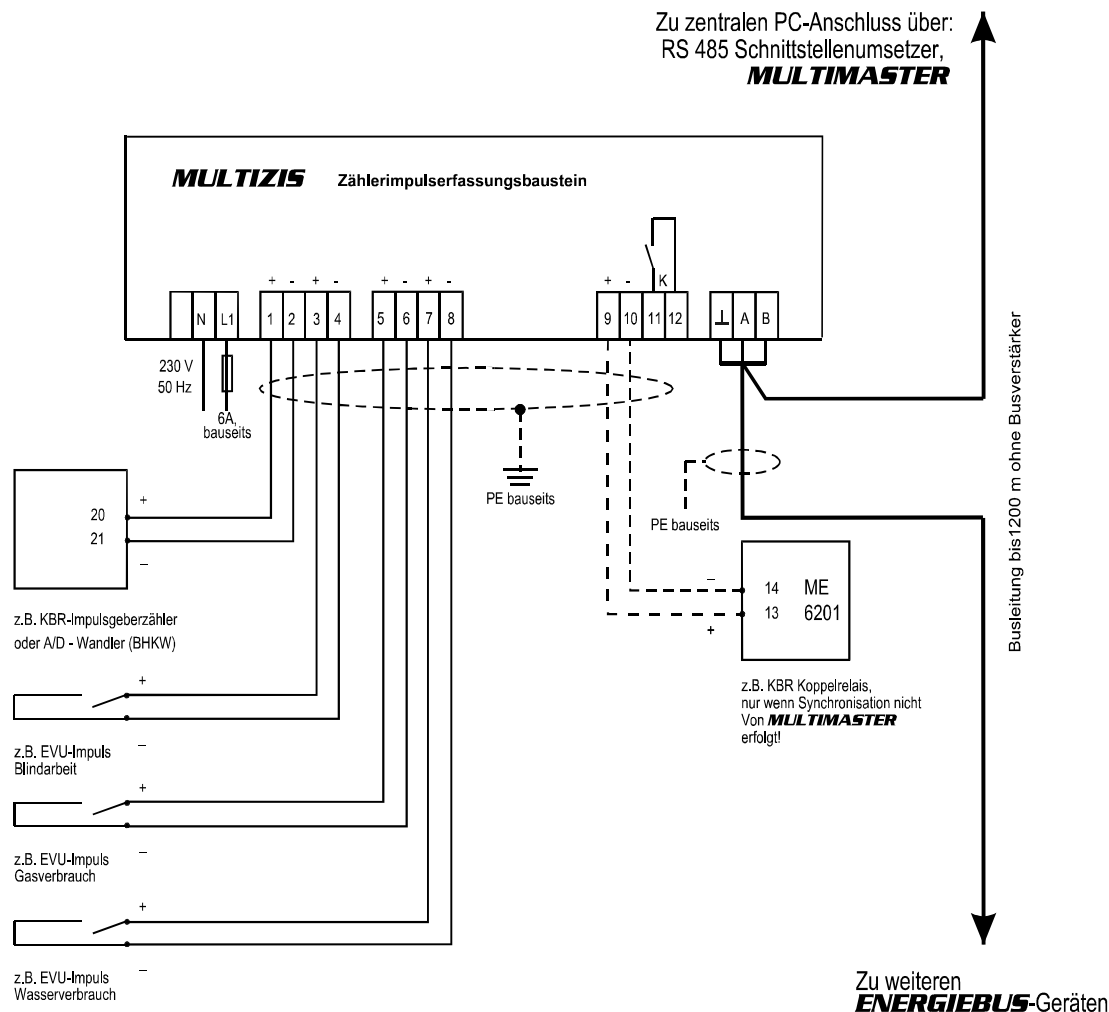 Zu zentralen PC-Anschluss über:
RS 485 Schnittstellenumsetzer,
MULTIMASTER
MULTIZIS Zählerimpulserfassungsbaustein
K
+ - + - + - + - + -
N L1 1 2 3 4 5 6 7 8 9 10 11 12 ⊥ A B
230 V
50 Hz
6A,
bauseits
PE bauseits
PE bauseits
Busleitung bis1200 m ohne Busverstärker
+
20
21
–
z.B. KBR-Impulsgeberzähler
oder A/D - Wandler (BHKW)
–
14 ME
13 6201
+
z.B. KBR Koppelrelais,
nur wenn Synchronisation nicht
Von MULTIMASTER
erfolgt!
+
–
z.B. EVU-Impuls
Blindarbeit
+
–
z.B. EVU-Impuls
Gasverbrauch
+
–
z.B. EVU-Impuls
Wasserverbrauch
Zu weiteren
ENERGIEBUS-Geräten